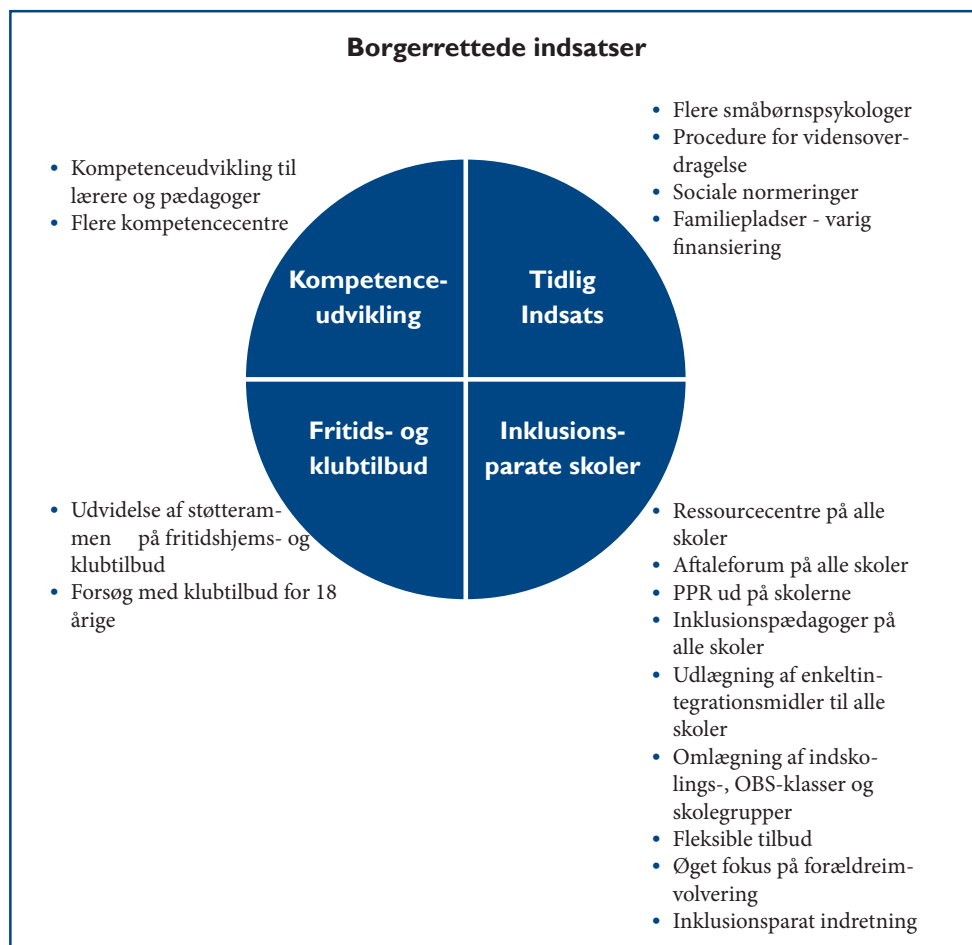 Borgerrettede indsatser
• Kompetenceudvikling til
lærere og pædagoger
• Flere kompetencecentre
• Flere småbørnspsykologer
• Procedure for vidensover-
dragelse
• Sociale normeringer
• Familiepladser - varig
finansiering
Kompetence-
udvikling
Tidlig
Indsats
Fritids- og
klubtilbud
Inklusions-
parate skoler
• Udvidelse af støtteram-
men på fritidshjems- og
klubtilbud
• Forsøg med klubtilbud for 18
årige
• Ressourcecentre på alle
skoler
• Aftaleforum på alle skoler
• PPR ud på skolerne
• Inklusionspædagoger på
alle skoler
• Udlægning af enkeltin-
tegrationsmidler til alle
skoler
• Omlægning af indsko-
lings-, OBS-klasser og
skolegrupper
• Fleksible tilbud
• Øget fokus på forældreim-
volvering
• Inklusionsparat indretning